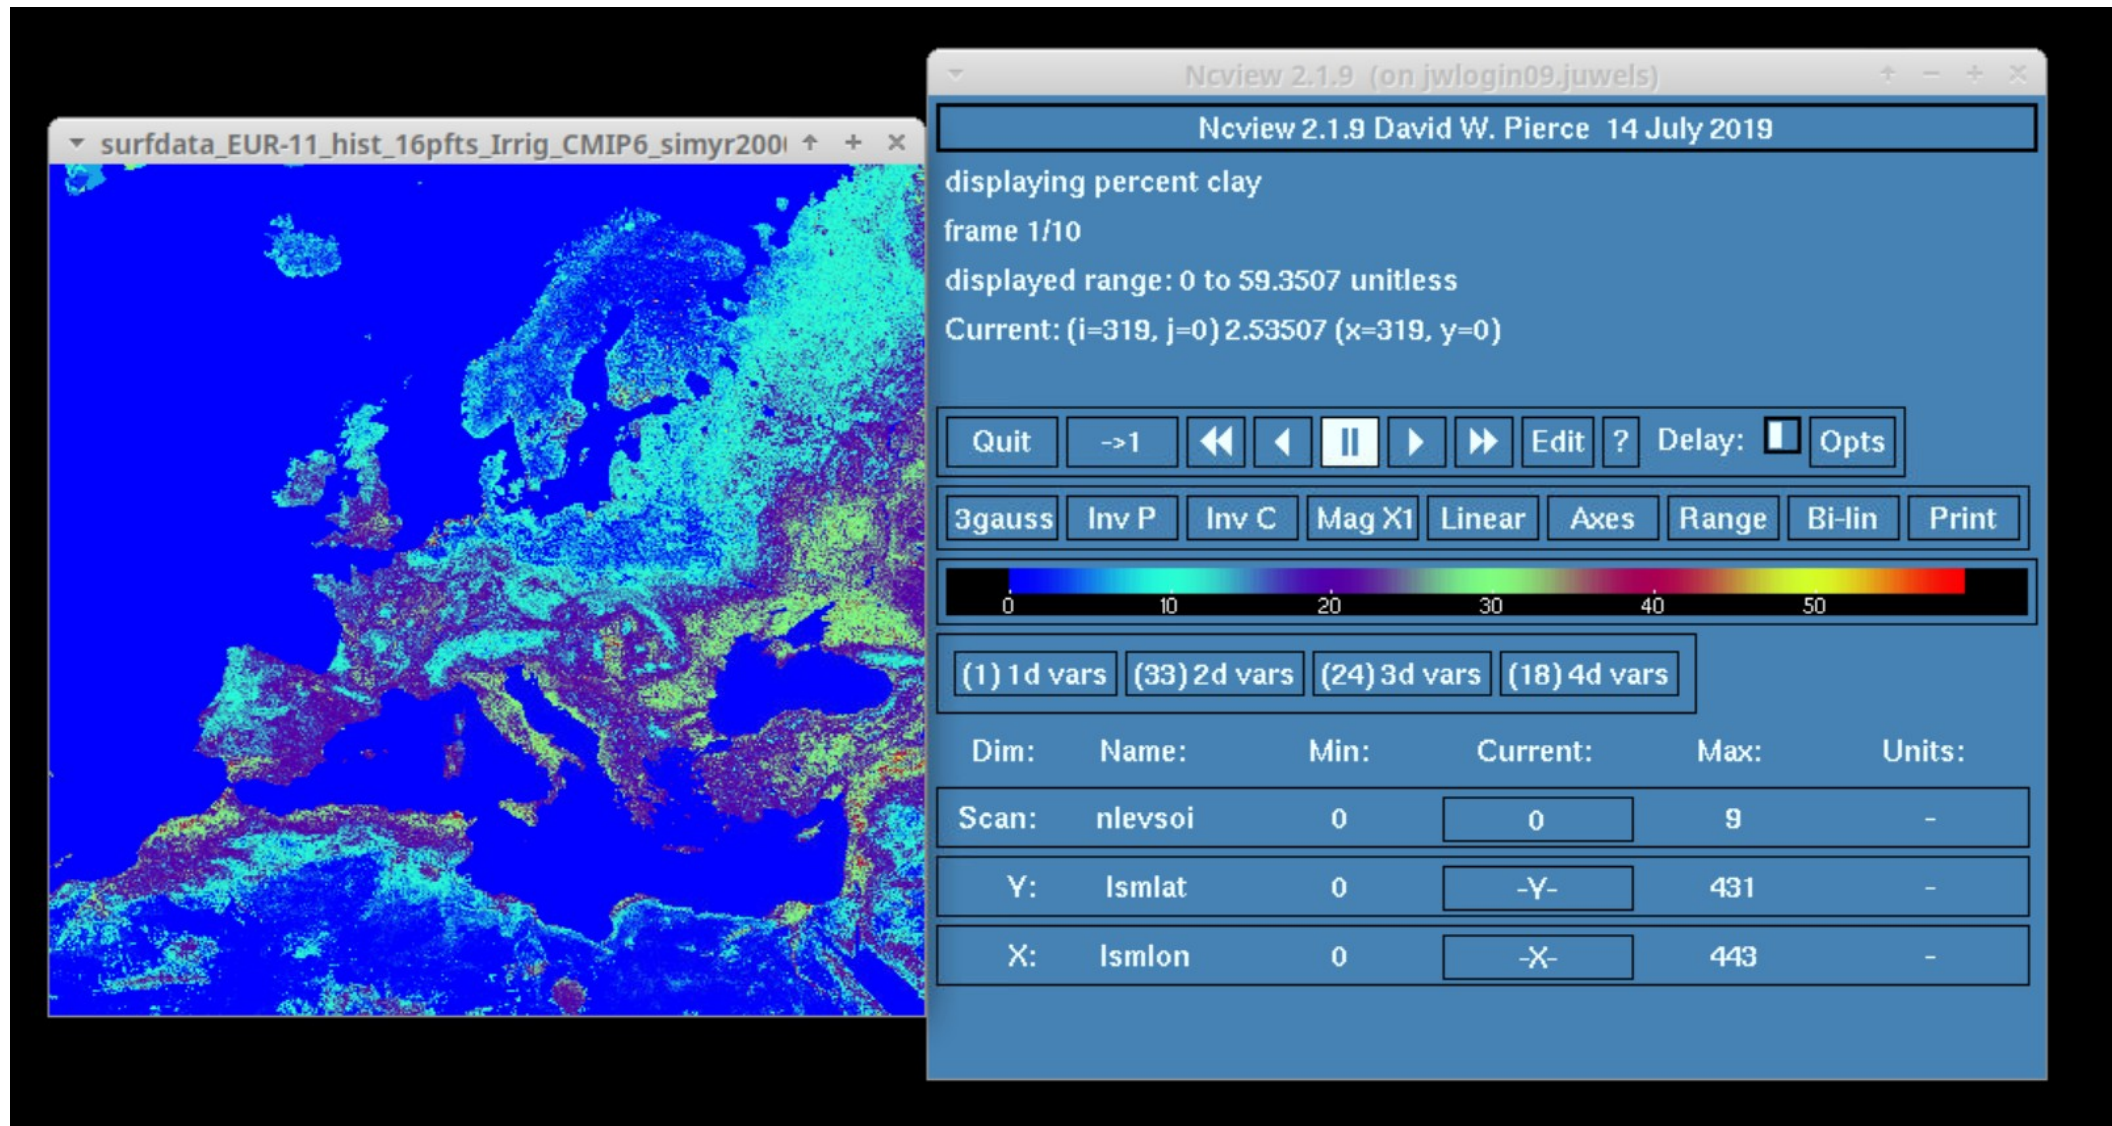 Ncview 2.1.9 (on jwlogin09.juwels)
surfdata_EUR-11_hist_16pfts_Irrig_CMIP6_simyr200
Ncview 2.1.9 David W. Pierce 14 July 2019
displaying percent clay
frame 1/10
displayed range: 0 to 59.3507 unitless
Current: (i=319, j=0) 2.53507 (x=319, y=0)
Quit ->1 Edit ? Delay: Opts
3gauss Inv P Inv C Mag X1 Linear Axes Range Bi-lin Print
0 10 20 30 40 50
(1) 1d vars (33) 2d vars (24) 3d vars (18) 4d vars
Dim: Name: Min: Current: Max: Units:
Scan: nlevsoi 0 0 9 -
Y: lsmlat 0 -Y- 431 -
X: lsmlon 0 -X- 443 -